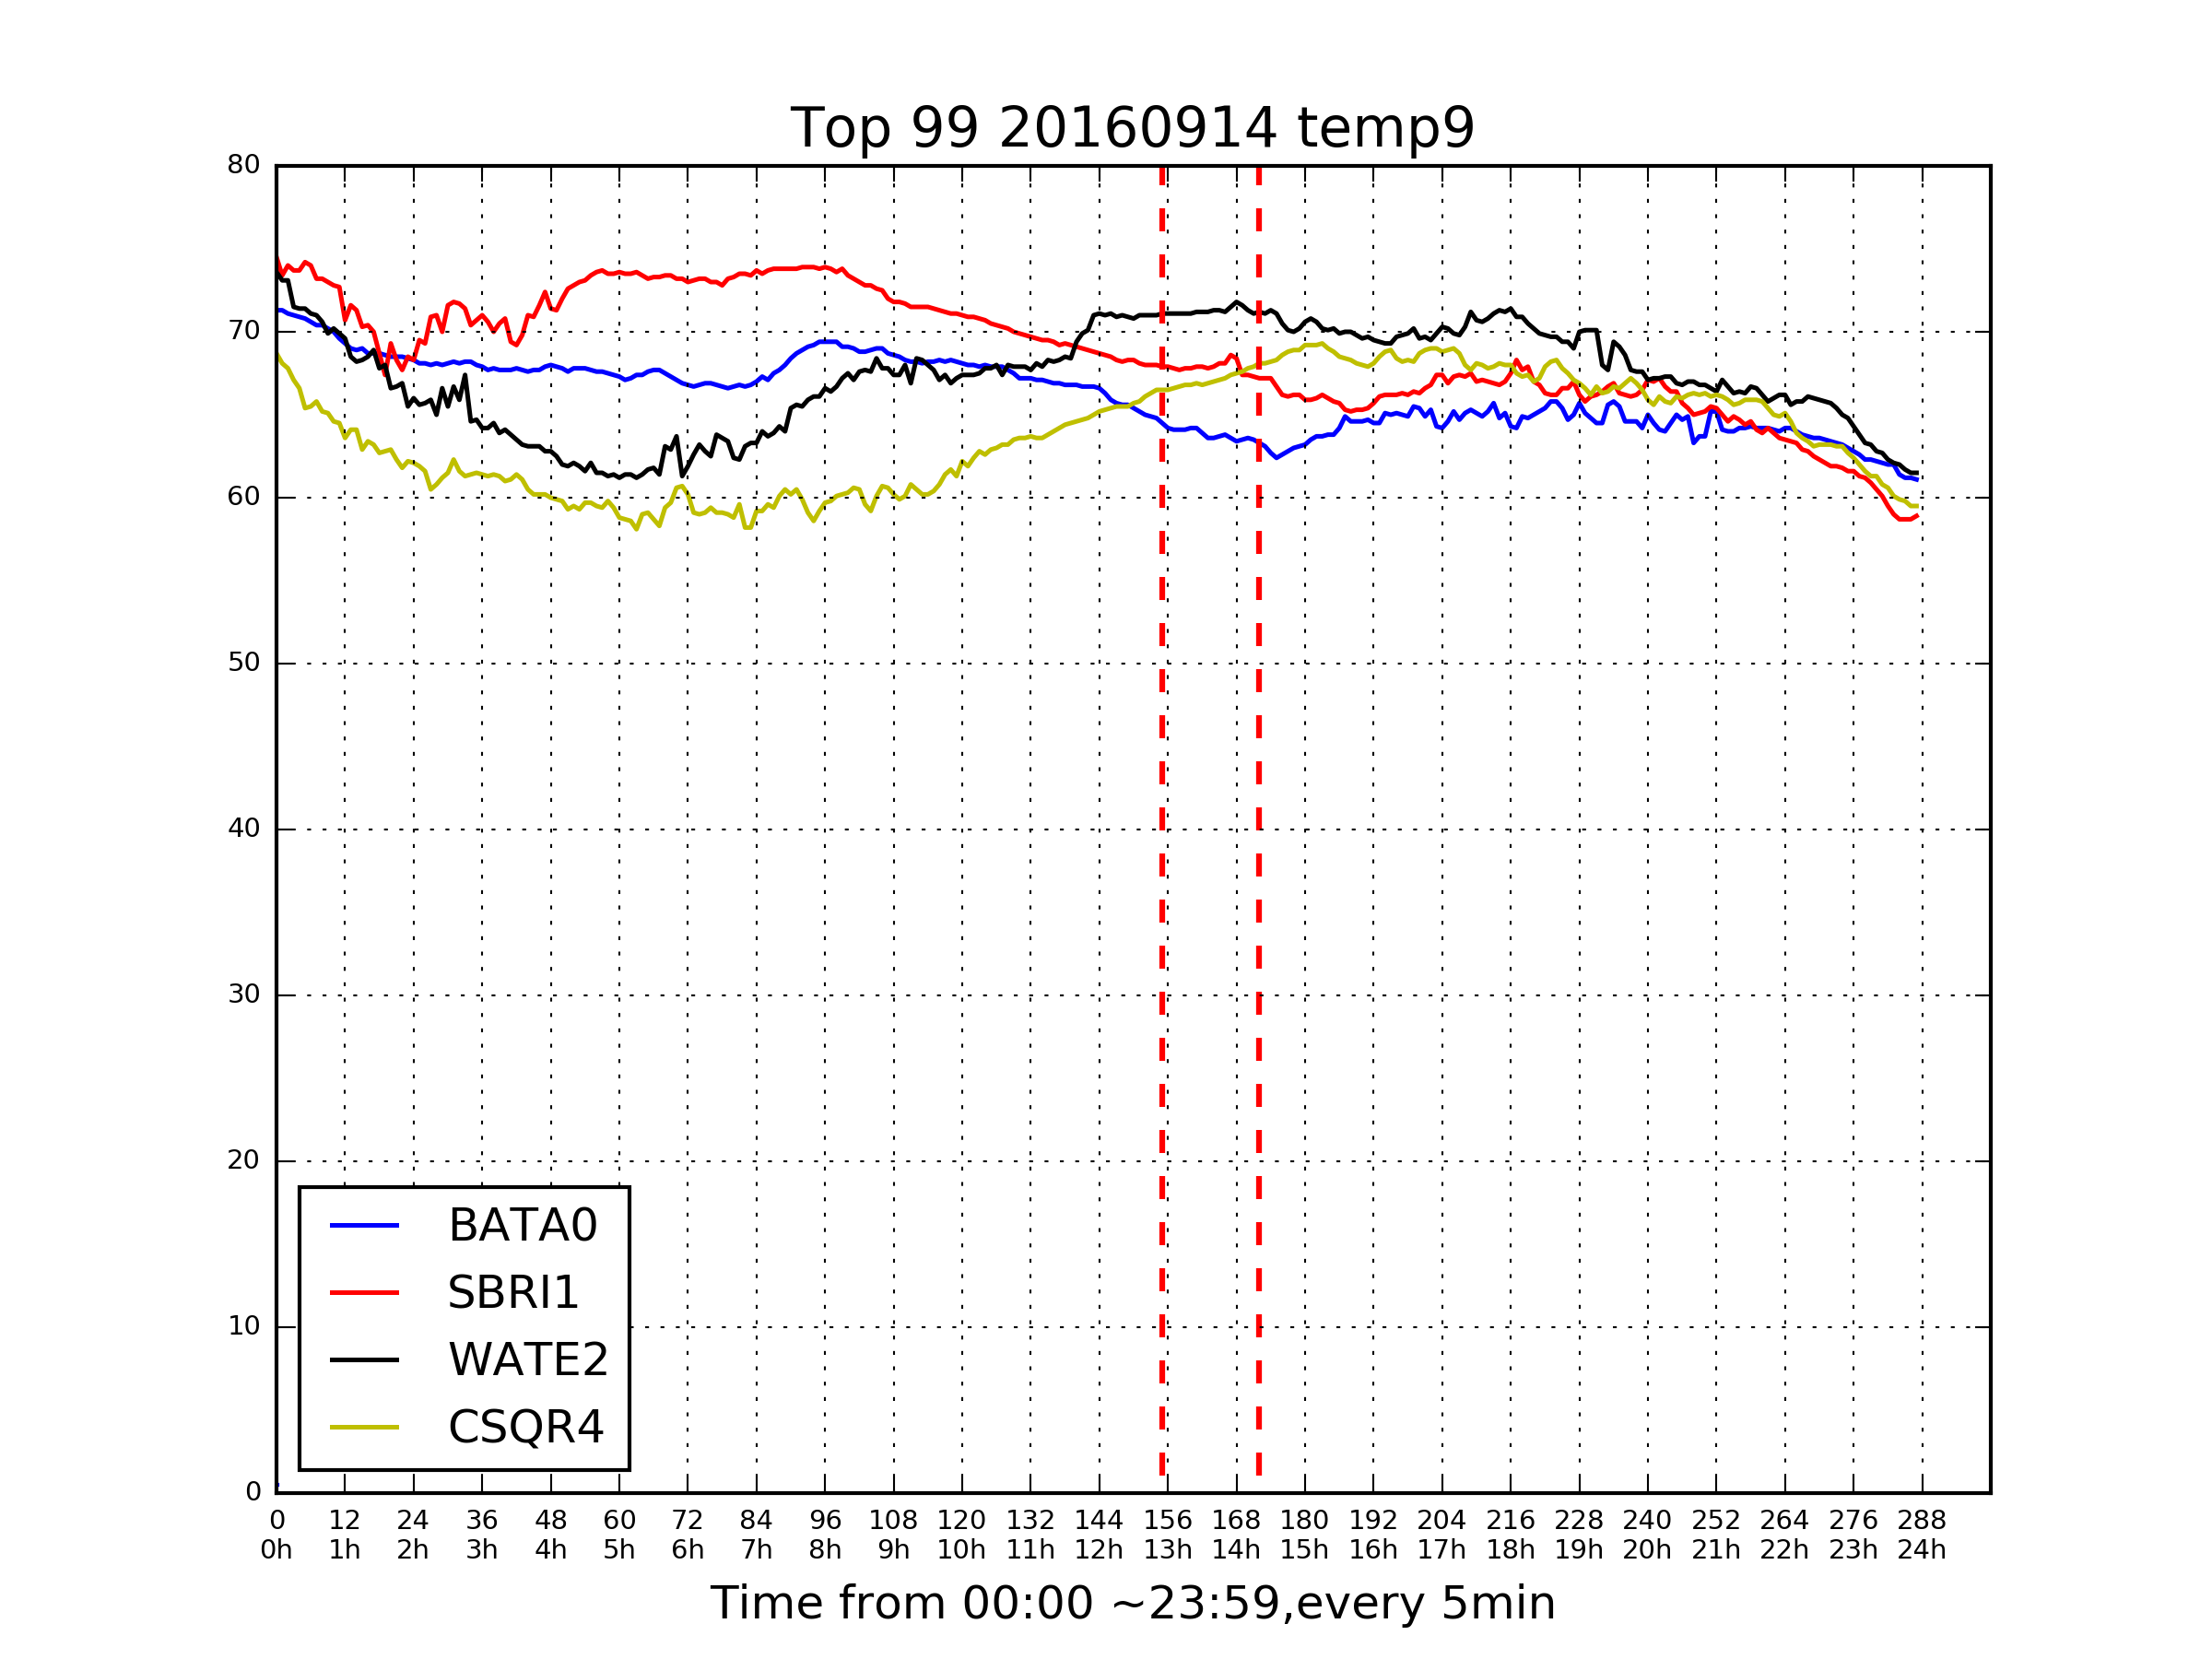 Top 99 20160914 temp9
80
70
60
50
40
30
20
10
0
BATA0
SBRI1
WATE2
CSQR4
0 12 24 36 48 60 72 84 96 108 120 132 144 156 168 180 192 204 216 228 240 252 264 276 288
0h 1h 2h 3h 4h 5h 6h 7h 8h 9h 10h 11h 12h 13h 14h 15h 16h 17h 18h 19h 20h 21h 22h 23h 24h
Time from 00:00 ~23:59,every 5min